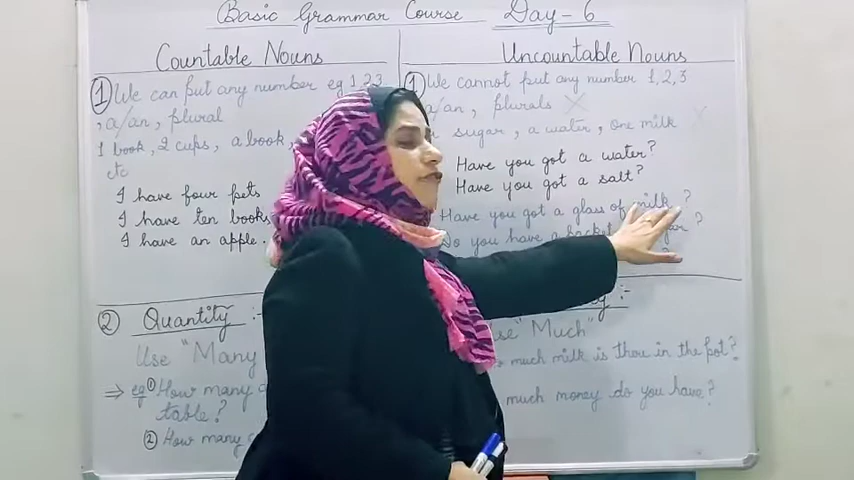 Basic Grammar Course Day - 6
Countable Nouns
① We can put any number eg 1,2,3
, a/an, plural
1 book, 2 cups, a book,
etc
I have four pets
I have ten books
I have an apple.
② Quantity :-
Use "Many
⇒ eg ① How many
table?
② How many
Uncountable Nouns
① We cannot put any number 1,2,3
a/an, plurals X
sugar, a water, one milk X
Have you got a water?
Have you got a salt?
Have you got a glass of milk?
Do you have a
:-
"Much"
much milk is there in the pot?
much money do you have?